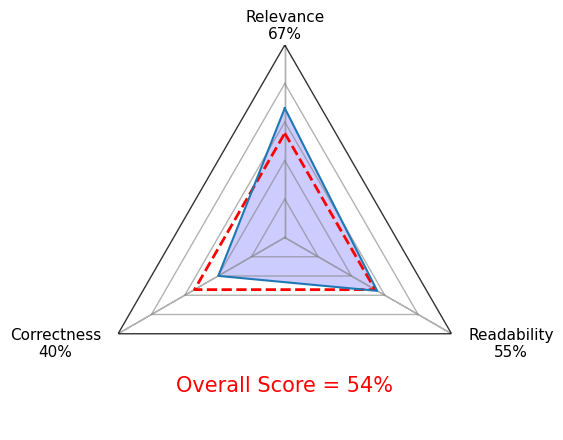 Relevance
67%
Correctness
40%
Readability
55%
Overall Score = 54%